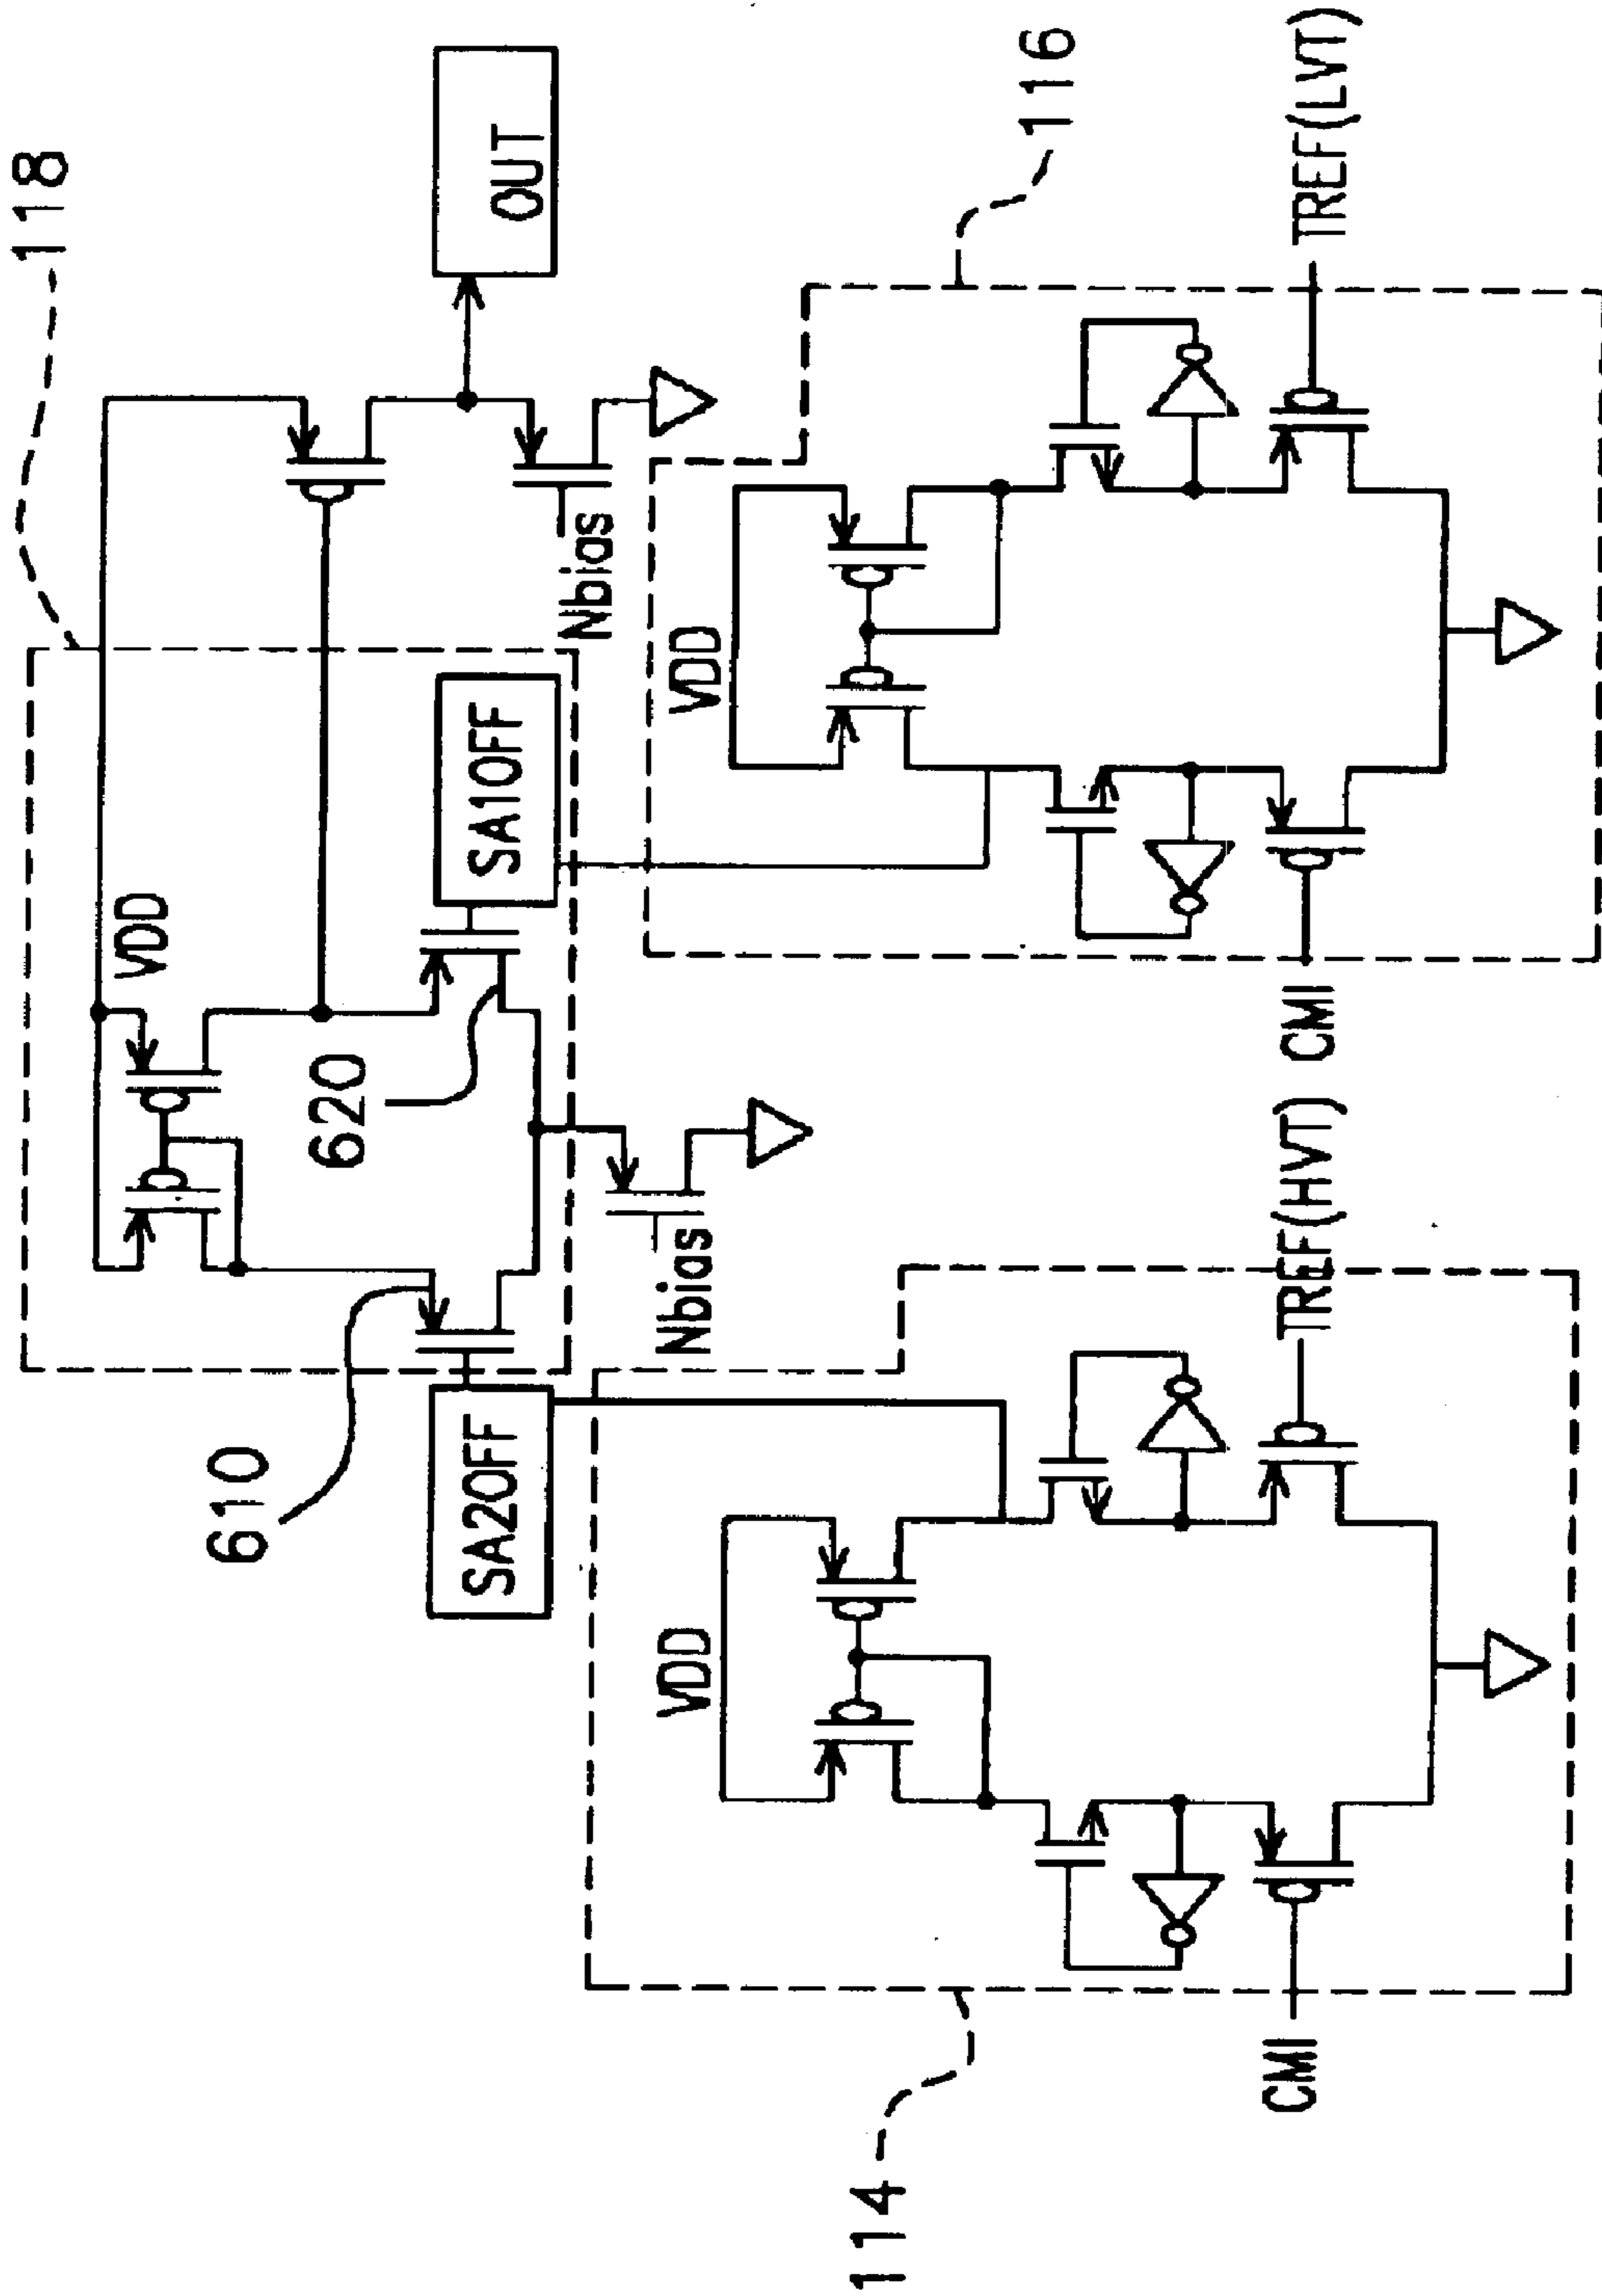 118
VDD
OUT
610
620
SA2OFF
SA1OFF
Nbias
Nbias
116
VDD
VDD
114
CMI
TREF(HVT)
CMI
TREF(LVT)